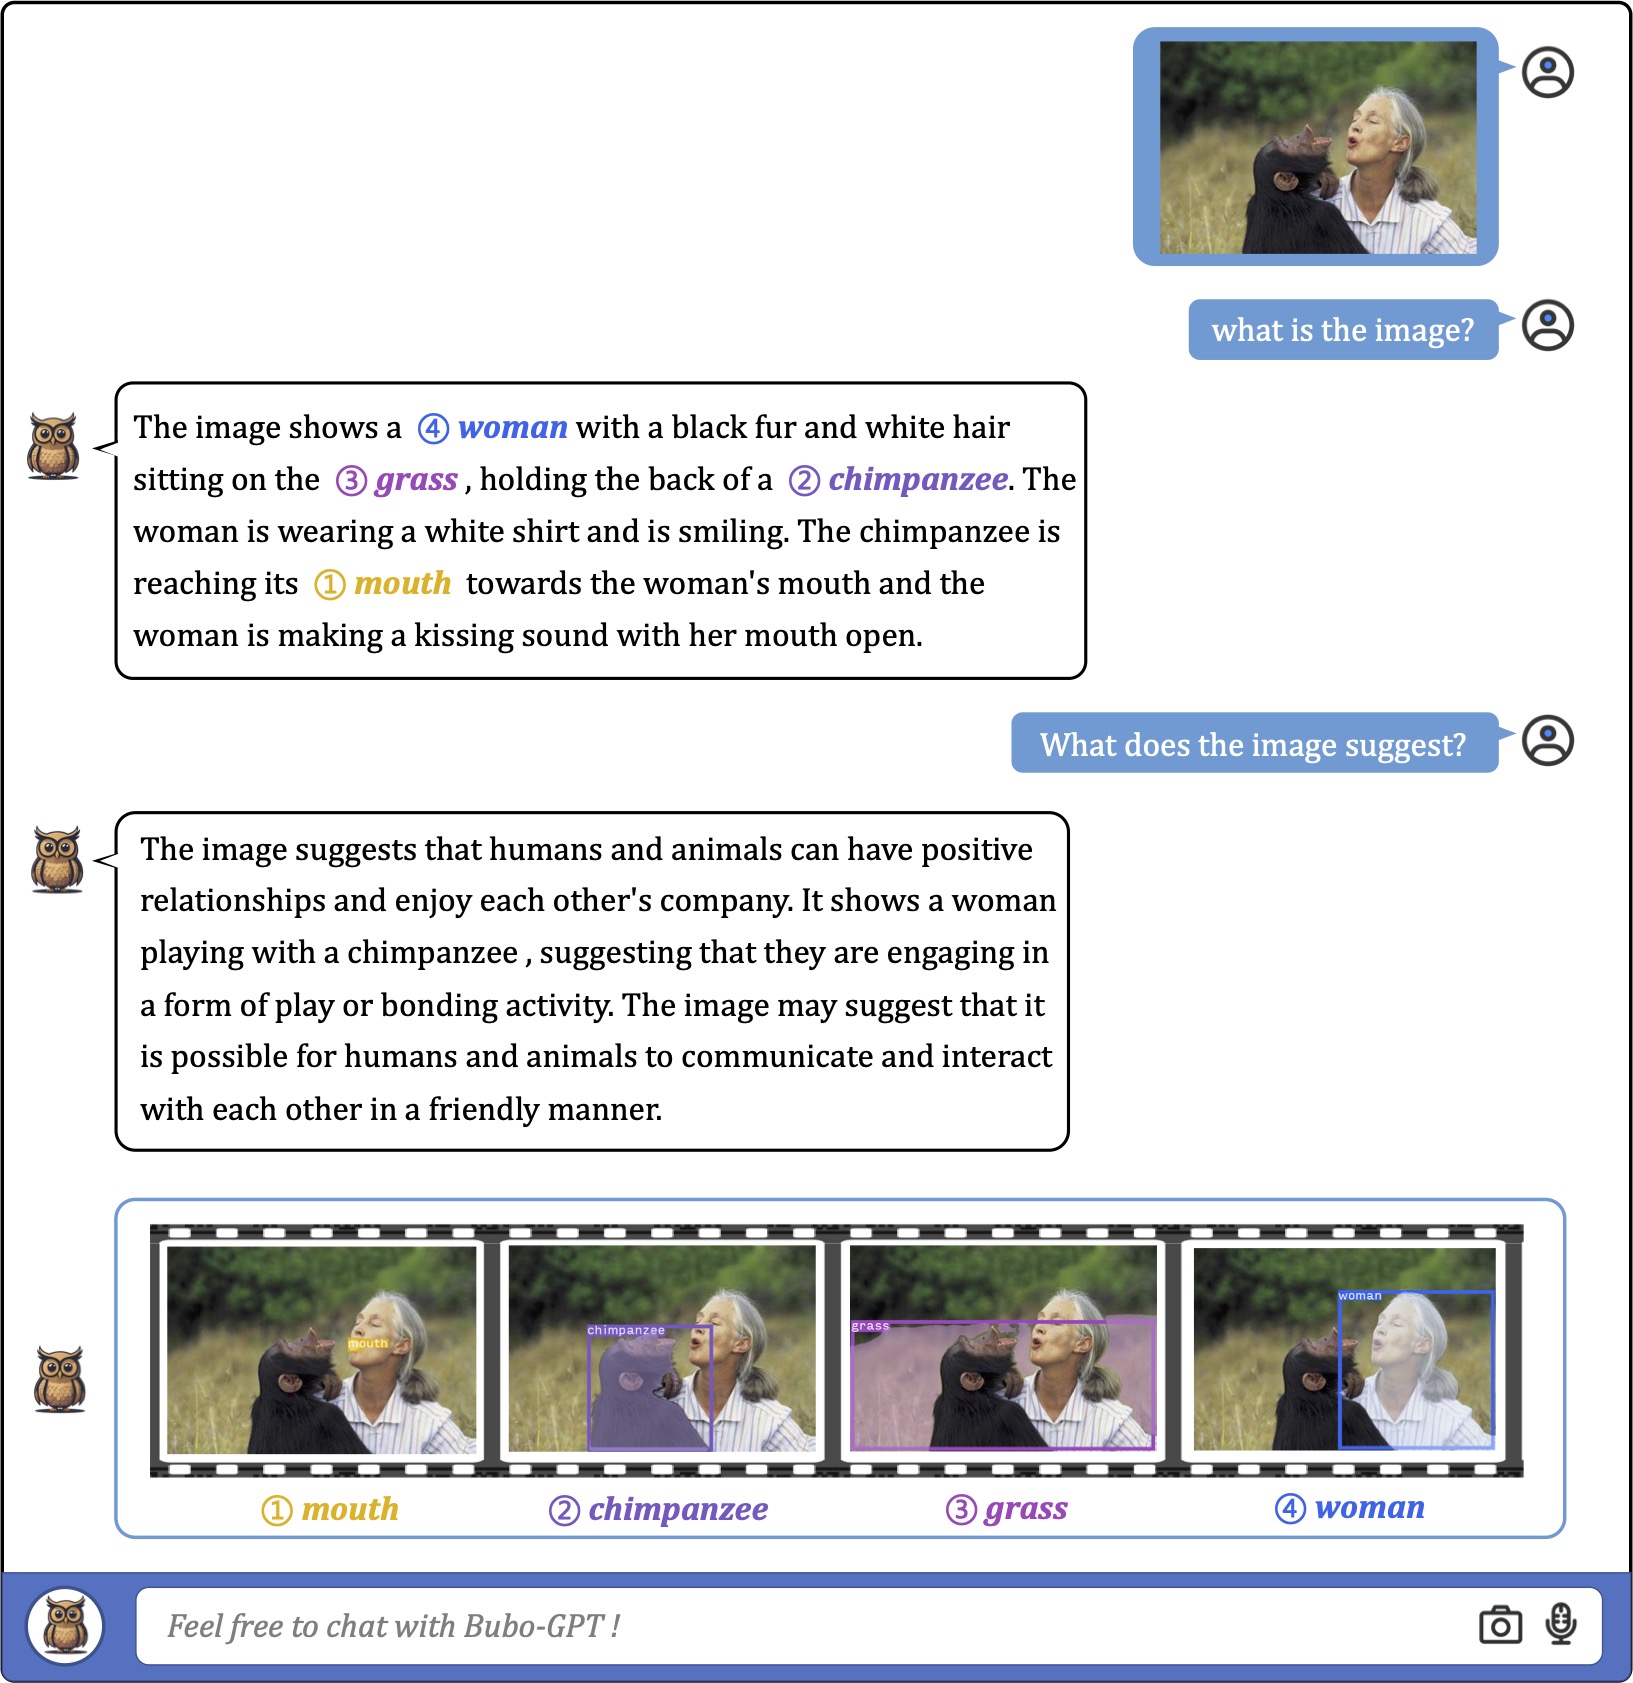 what is the image?
The image shows a ④ woman with a black fur and white hair
sitting on the ③ grass , holding the back of a ② chimpanzee. The
woman is wearing a white shirt and is smiling. The chimpanzee is
reaching its ① mouth towards the woman's mouth and the
woman is making a kissing sound with her mouth open.
What does the image suggest?
The image suggests that humans and animals can have positive
relationships and enjoy each other's company. It shows a woman
playing with a chimpanzee , suggesting that they are engaging in
a form of play or bonding activity. The image may suggest that it
is possible for humans and animals to communicate and interact
with each other in a friendly manner.
mouth
chimpanzee
grass
woman
① mouth
② chimpanzee
③ grass
④ woman
Feel free to chat with Bubo-GPT !